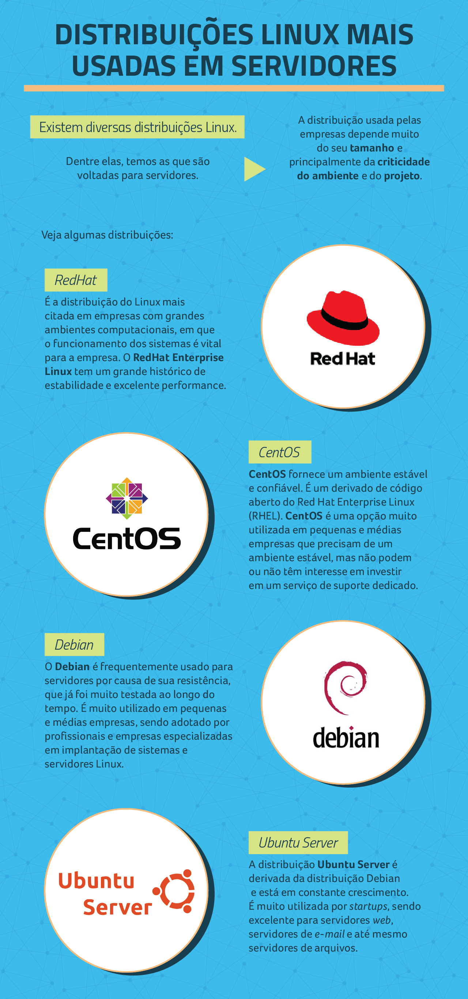 DISTRIBUIÇÕES LINUX MAIS
USADAS EM SERVIDORES
Existem diversas distribuições Linux.
Dentre elas, temos as que são
voltadas para servidores.
A distribuição usada pelas
empresas depende muito
do seu tamanho e
principalmente da criticidade
do ambiente e do projeto.
Veja algumas distribuições:
RedHat
É a distribuição do Linux mais
citada em empresas com grandes
ambientes computacionais, em que
o funcionamento dos sistemas é vital
para a empresa. O RedHat Enterprise
Linux tem um grande histórico de
estabilidade e excelente performance.
Red Hat
CentOS
CentOS
CentOS fornece um ambiente estável
e confiável. É um derivado de código
aberto do Red Hat Enterprise Linux
(RHEL). CentOS é uma opção muito
utilizada em pequenas e médias
empresas que precisam de um
ambiente estável, mas não podem
ou não têm interesse em investir
em um serviço de suporte dedicado.
Debian
O Debian é frequentemente usado para
servidores por causa de sua resistência,
que já foi muito testada ao longo do
tempo. É muito utilizado em pequenas
e médias empresas, sendo adotado por
profissionais e empresas especializadas
em implantação de sistemas e
servidores Linux.
debian
Ubuntu
Server
Ubuntu Server
A distribuição Ubuntu Server é
derivada da distribuição Debian
e está em constante crescimento.
É muito utilizada por startups, sendo
excelente para servidores web,
servidores de e-mail e até mesmo
servidores de arquivos.